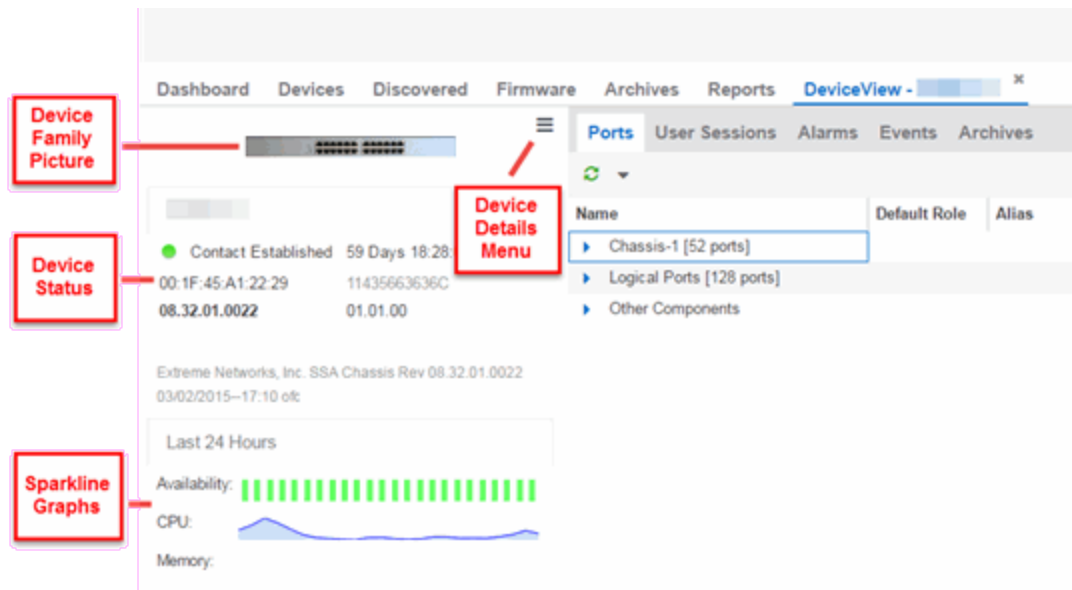 Dashboard Devices Discovered Firmware Archives Reports DeviceView -
Device
Family
Picture
Ports User Sessions Alarms Events Archives
Device
Details
Menu
Name Default Role Alias
Device
Status
Contact Established 59 Days 18:28:
00:1F:45:A1:22:29 11435663636C
08.32.01.0022 01.01.00
Chassis-1 [52 ports]
Logical Ports [128 ports]
Other Components
Extreme Networks, Inc. SSA Chassis Rev 08.32.01.0022
03/02/2015--17:10 ofc
Last 24 Hours
Sparkline
Graphs
Availability:
CPU:
Memory: